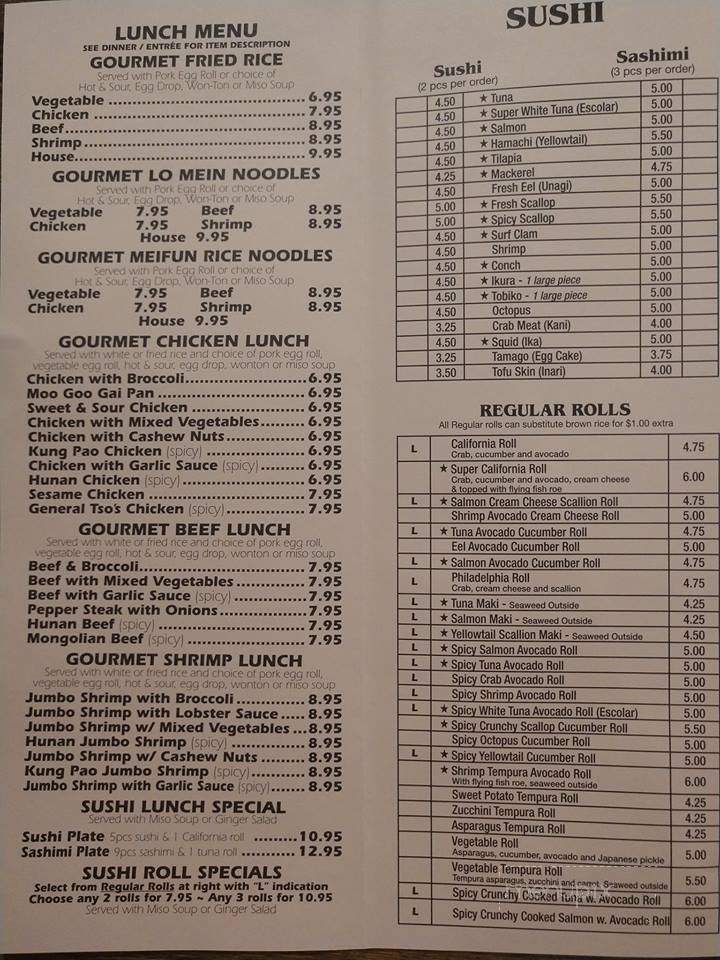 LUNCH MENU
SEE DINNER / ENTRÉE FOR ITEM DESCRIPTION
GOURMET FRIED RICE
Served with Pork Egg Roll or choice of
Hot & Sour, Egg Drop, Won-Ton or Miso Soup
Vegetable 6.95
Chicken 7.95
Beef 8.95
Shrimp 8.95
House 9.95
GOURMET LO MEIN NOODLES
Served with Pork Egg Roll or choice of
Hot & Sour, Egg Drop, Won-Ton or Miso Soup
Vegetable 7.95 Beef 8.95
Chicken 7.95 Shrimp 8.95
House 9.95
GOURMET MEIFUN RICE NOODLES
Served with Pork Egg Roll or choice of
Hot & Sour, Egg Drop, Won-Ton or Miso Soup
Vegetable 7.95 Beef 8.95
Chicken 7.95 Shrimp 8.95
House 9.95
GOURMET CHICKEN LUNCH
Served with white or fried rice and choice of pork egg roll,
vegetable egg roll, hot & sour, egg drop, wonton or miso soup
Chicken with Broccoli 6.95
Moo Goo Gai Pan 6.95
Sweet & Sour Chicken 6.95
Chicken with Mixed Vegetables 6.95
Chicken with Cashew Nuts 6.95
Kung Pao Chicken (spicy) 6.95
Chicken with Garlic Sauce (spicy) 6.95
Hunan Chicken (spicy) 6.95
Sesame Chicken 7.95
General Tso's Chicken (spicy) 7.95
GOURMET BEEF LUNCH
Served with white or fried rice and choice of pork egg roll,
vegetable egg roll, hot & sour, egg drop, wonton or miso soup
Beef & Broccoli 7.95
Beef with Mixed Vegetables 7.95
Beef with Garlic Sauce (spicy) 7.95
Pepper Steak with Onions 7.95
Hunan Beef (spicy) 7.95
Mongolian Beef (spicy) 7.95
GOURMET SHRIMP LUNCH
Served with white or fried rice and choice of pork egg roll,
vegetable egg roll, hot & sour, egg drop, wonton or miso soup
Jumbo Shrimp with Broccoli 8.95
Jumbo Shrimp with Lobster Sauce 8.95
Jumbo Shrimp w/ Mixed Vegetables 8.95
Hunan Jumbo Shrimp (spicy) 8.95
Jumbo Shrimp w/ Cashew Nuts 8.95
Kung Pao Jumbo Shrimp (spicy) 8.95
Jumbo Shrimp with Garlic Sauce (spicy) 8.95
SUSHI LUNCH SPECIAL
Served with Miso Soup or Ginger Salad
Sushi Plate 5pcs sushi & 1 California roll 10.95
Sashimi Plate 9pcs sashimi & 1 tuna roll 12.95
SUSHI ROLL SPECIALS
Select from Regular Rolls at right with "L" indication
Choose any 2 rolls for 7.95 ~ Any 3 rolls for 10.95
Served with Miso Soup or Ginger Salad
SUSHI
Sushi Sashimi
(2 pcs per order) (3 pcs per order)
4.50 ★ Tuna 5.00
4.50 ★ Super White Tuna (Escolar) 5.00
4.50 ★ Salmon 5.00
4.50 ★ Hamachi (Yellowtail) 5.50
4.50 ★ Tilapia 5.00
4.25 ★ Mackerel 4.75
4.50 Fresh Eel (Unagi) 5.00
5.00 ★ Fresh Scallop 5.50
5.00 ★ Spicy Scallop 5.50
4.50 ★ Surf Clam 5.00
4.50 Shrimp 5.00
4.50 ★ Conch 5.00
4.50 ★ Ikura - 1 large piece 5.00
4.50 ★ Tobiko - 1 large piece 5.00
4.50 Octopus 5.00
3.25 Crab Meat (Kani) 4.00
4.50 ★ Squid (Ika) 5.00
3.25 Tamago (Egg Cake) 3.75
3.50 Tofu Skin (Inari) 4.00
REGULAR ROLLS
All Regular rolls can substitute brown rice for $1.00 extra
L California Roll 4.75
Crab, cucumber and avocado
★ Super California Roll 6.00
Crab, cucumber and avocado, cream cheese
& topped with flying fish roe
L ★ Salmon Cream Cheese Scallion Roll 4.75
Shrimp Avocado Cream Cheese Roll 5.00
L ★ Tuna Avocado Cucumber Roll 4.75
Eel Avocado Cucumber Roll 5.00
L ★ Salmon Avocado Cucumber Roll 4.75
L Philadelphia Roll 4.75
Crab, cream cheese and scallion
L ★ Tuna Maki - Seaweed Outside 4.25
L ★ Salmon Maki - Seaweed Outside 4.25
L ★ Yellowtail Scallion Maki - Seaweed Outside 4.50
L ★ Spicy Salmon Avocado Roll 5.00
L ★ Spicy Tuna Avocado Roll 5.00
L Spicy Crab Avocado Roll 5.00
L Spicy Shrimp Avocado Roll 5.00
L ★ Spicy White Tuna Avocado Roll (Escolar) 5.00
★ Spicy Crunchy Scallop Cucumber Roll 5.50
Spicy Octopus Cucumber Roll 5.00
L ★ Spicy Yellowtail Cucumber Roll 5.00
★ Shrimp Tempura Avocado Roll 6.00
With flying fish roe, seaweed outside
Sweet Potato Tempura Roll 4.25
Zucchini Tempura Roll 4.25
Asparagus Tempura Roll 4.25
Vegetable Roll 5.00
Asparagus, cucumber, avocado and Japanese pickle
Vegetable Tempura Roll 5.50
Tempura asparagus, zucchini and carrot, Seaweed outside
L Spicy Crunchy Cooked Tuna w. Avocado Roll 6.00
L Spicy Crunchy Cooked Salmon w. Avocado Roll 6.00